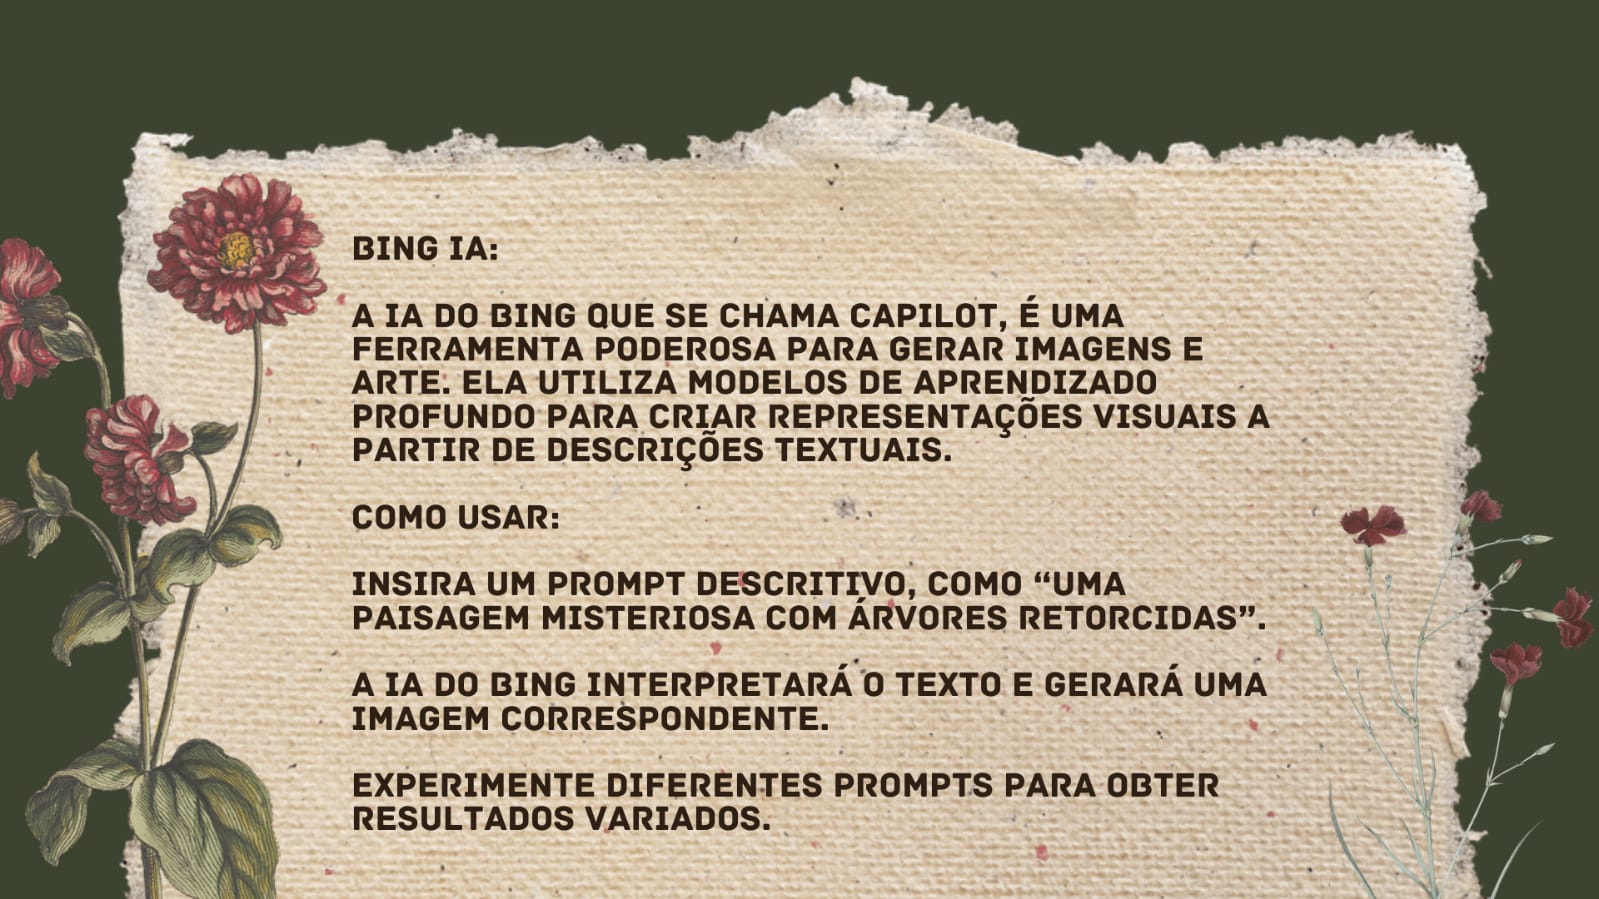 BING IA:
A IA DO BING QUE SE CHAMA CAPILOT, É UMA
FERRAMENTA PODEROSA PARA GERAR IMAGENS E
ARTE. ELA UTILIZA MODELOS DE APRENDIZADO
PROFUNDO PARA CRIAR REPRESENTAÇÕES VISUAIS A
PARTIR DE DESCRIÇÕES TEXTUAIS.
COMO USAR:
INSIRA UM PROMPT DESCRITIVO, COMO “UMA
PAISAGEM MISTERIOSA COM ÁRVORES RETORCIDAS”.
A IA DO BING INTERPRETARÁ O TEXTO E GERARÁ UMA
IMAGEM CORRESPONDENTE.
EXPERIMENTE DIFERENTES PROMPTS PARA OBTER
RESULTADOS VARIADOS.